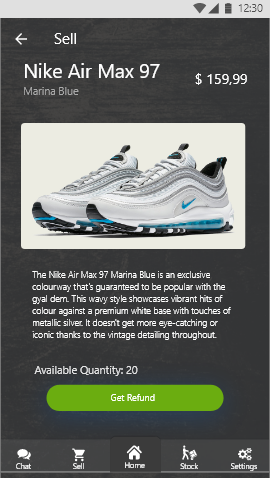 12:30
Sell
Nike Air Max 97
$ 159,99
Marina Blue
The Nike Air Max 97 Marina Blue is an exclusive
colourway that's guaranteed to be popular with the
gyal dem. This wavy style showcases vibrant hits of
colour against a premium white base with touches of
metallic silver. It doesn't get more eye-catching or
iconic thanks to the vintage detailing throughout.
Available Quantity: 20
Get Refund
Chat Sell Home Stock Settings